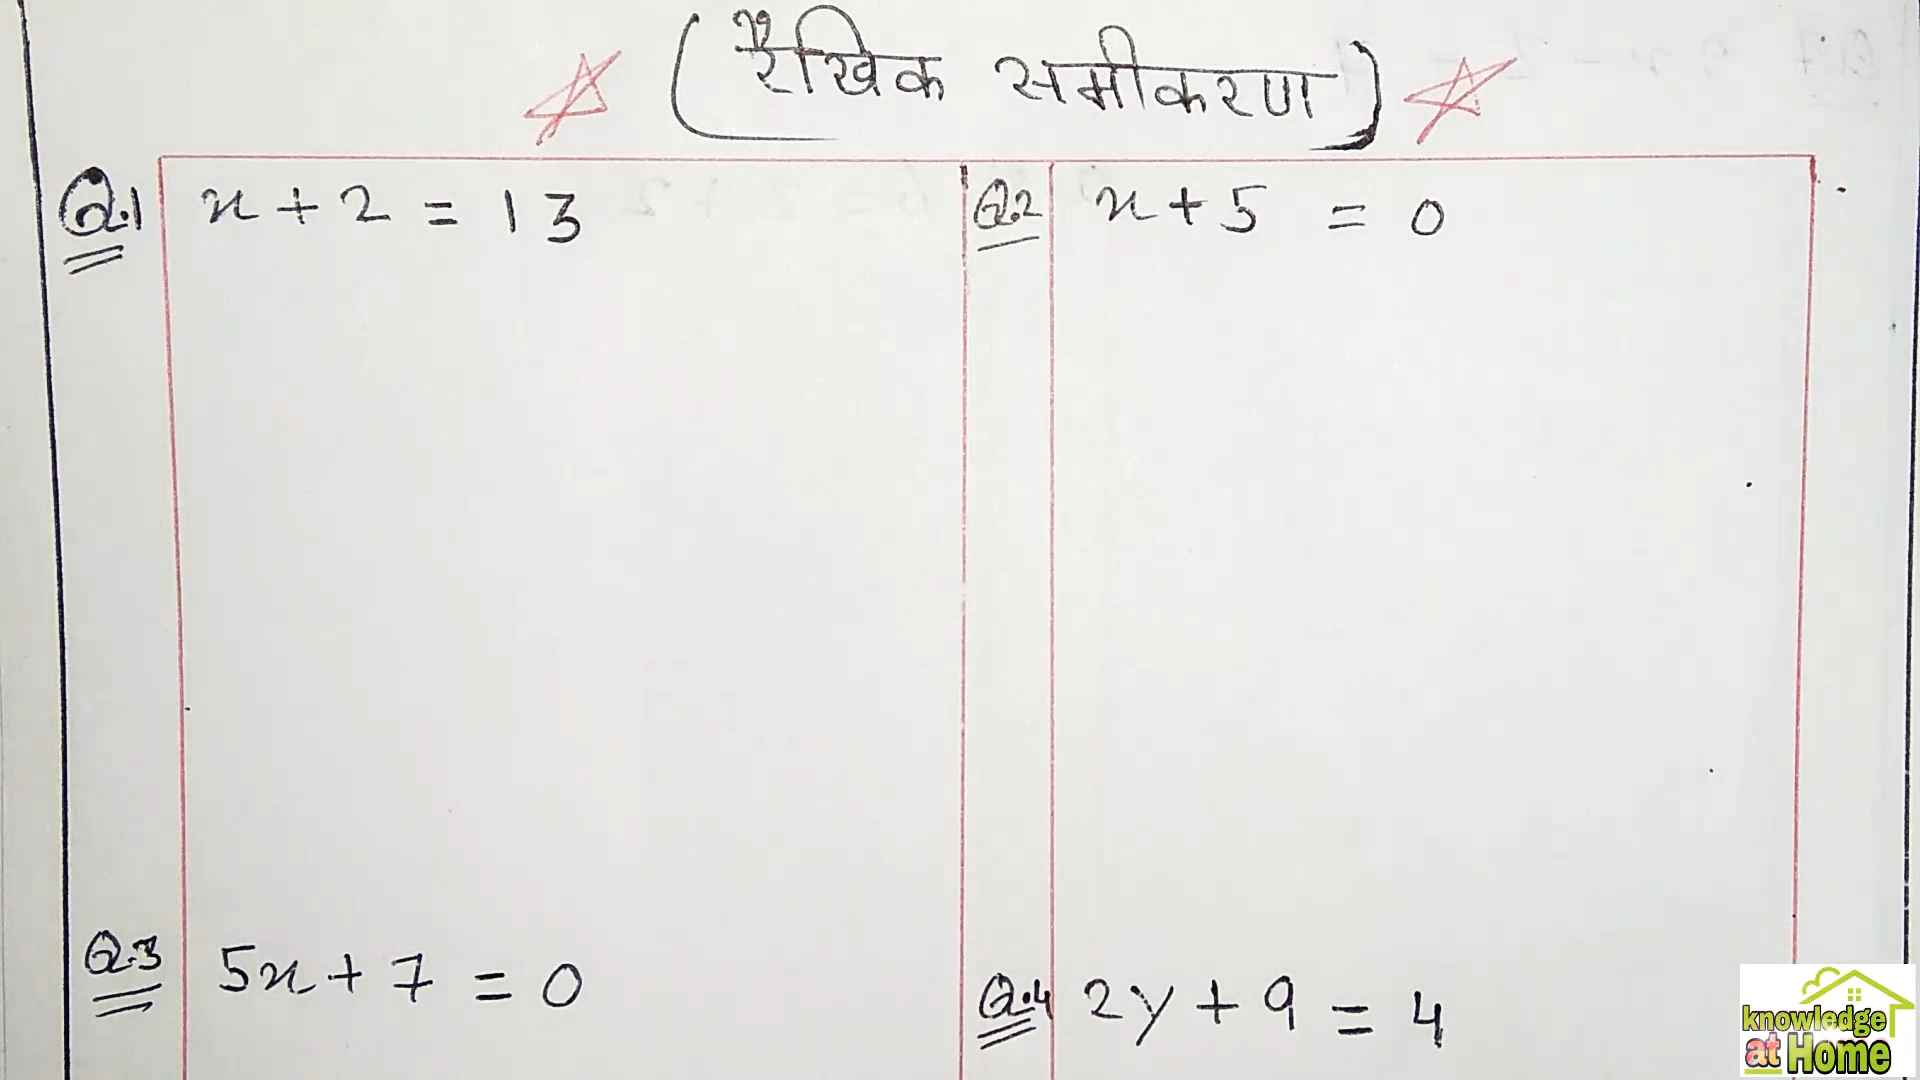 (रैखिक समीकरण)
Q.1 x + 2 = 13
Q.2 x + 5 = 0
Q.3 5x + 7 = 0
Q.4 2y + 9 = 4
knowledge
at Home